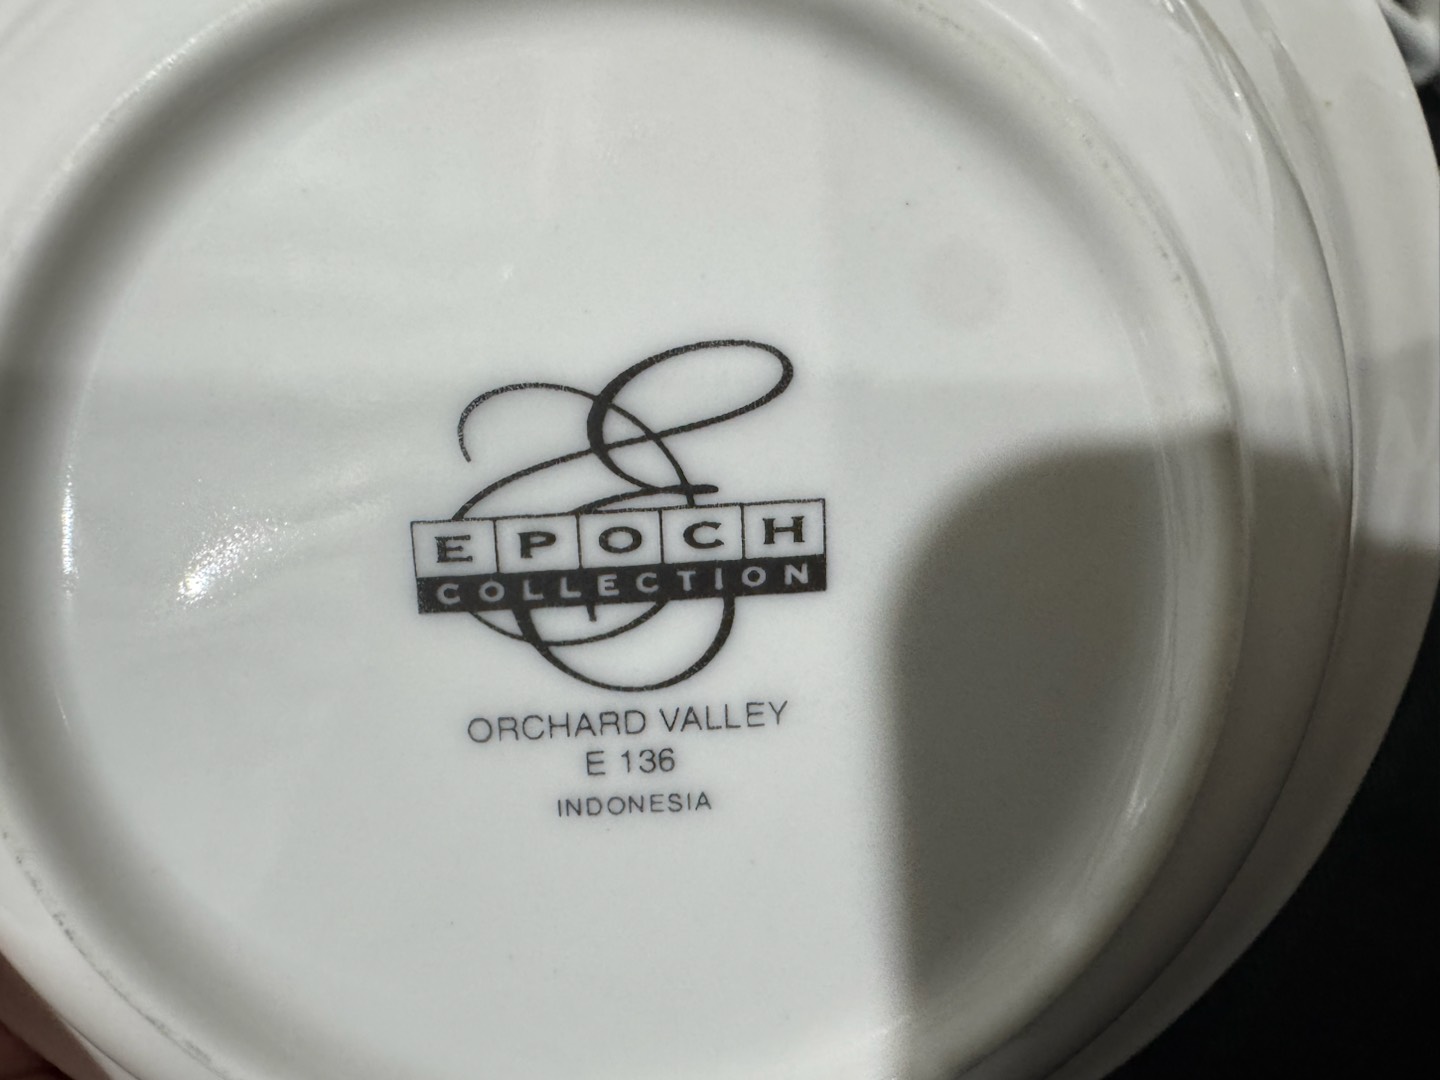 EPOCH
COLLECTION
ORCHARD VALLEY
E 136
INDONESIA